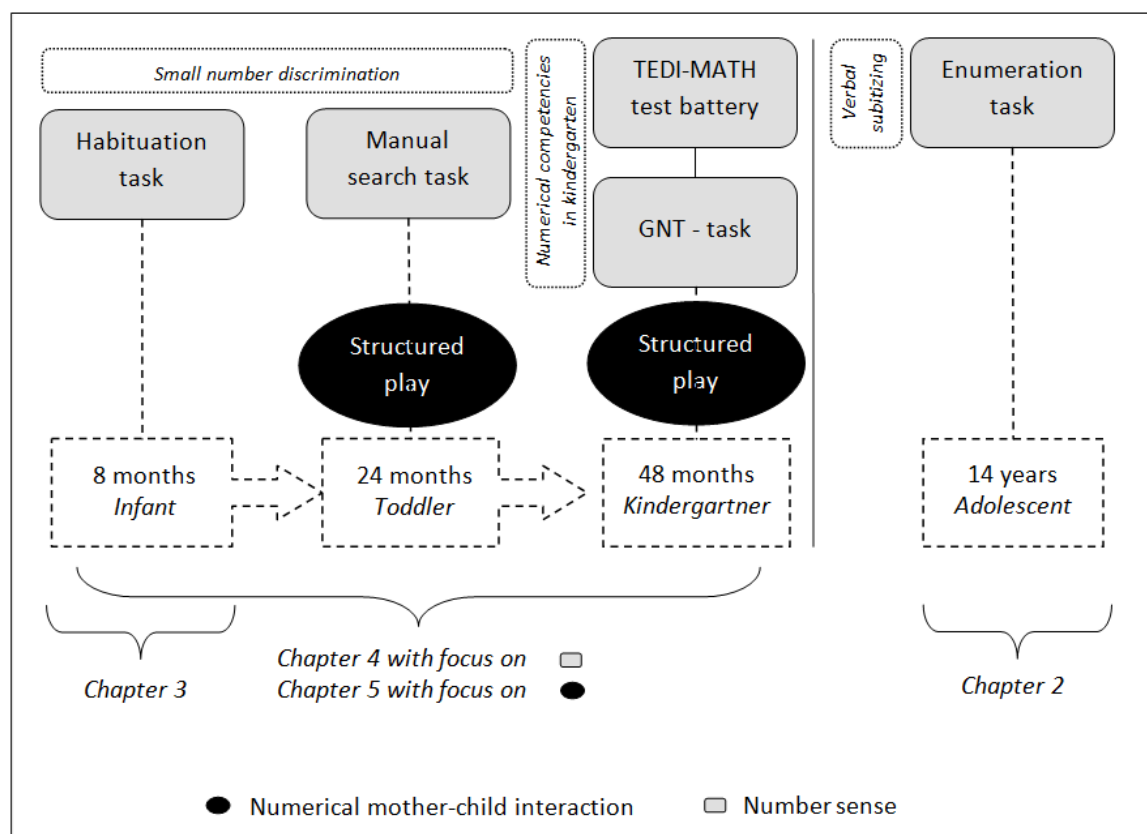 Small number discrimination
Habituation
task
Manual
search task
Numerical competencies
in kindergarten
TEDI-MATH
test battery
GNT - task
Verbal
subitizing
Enumeration
task
Structured
play
Structured
play
8 months
Infant
24 months
Toddler
48 months
Kindergartner
14 years
Adolescent
Chapter 3
Chapter 4 with focus on
Chapter 5 with focus on
Chapter 2
Numerical mother-child interaction
Number sense